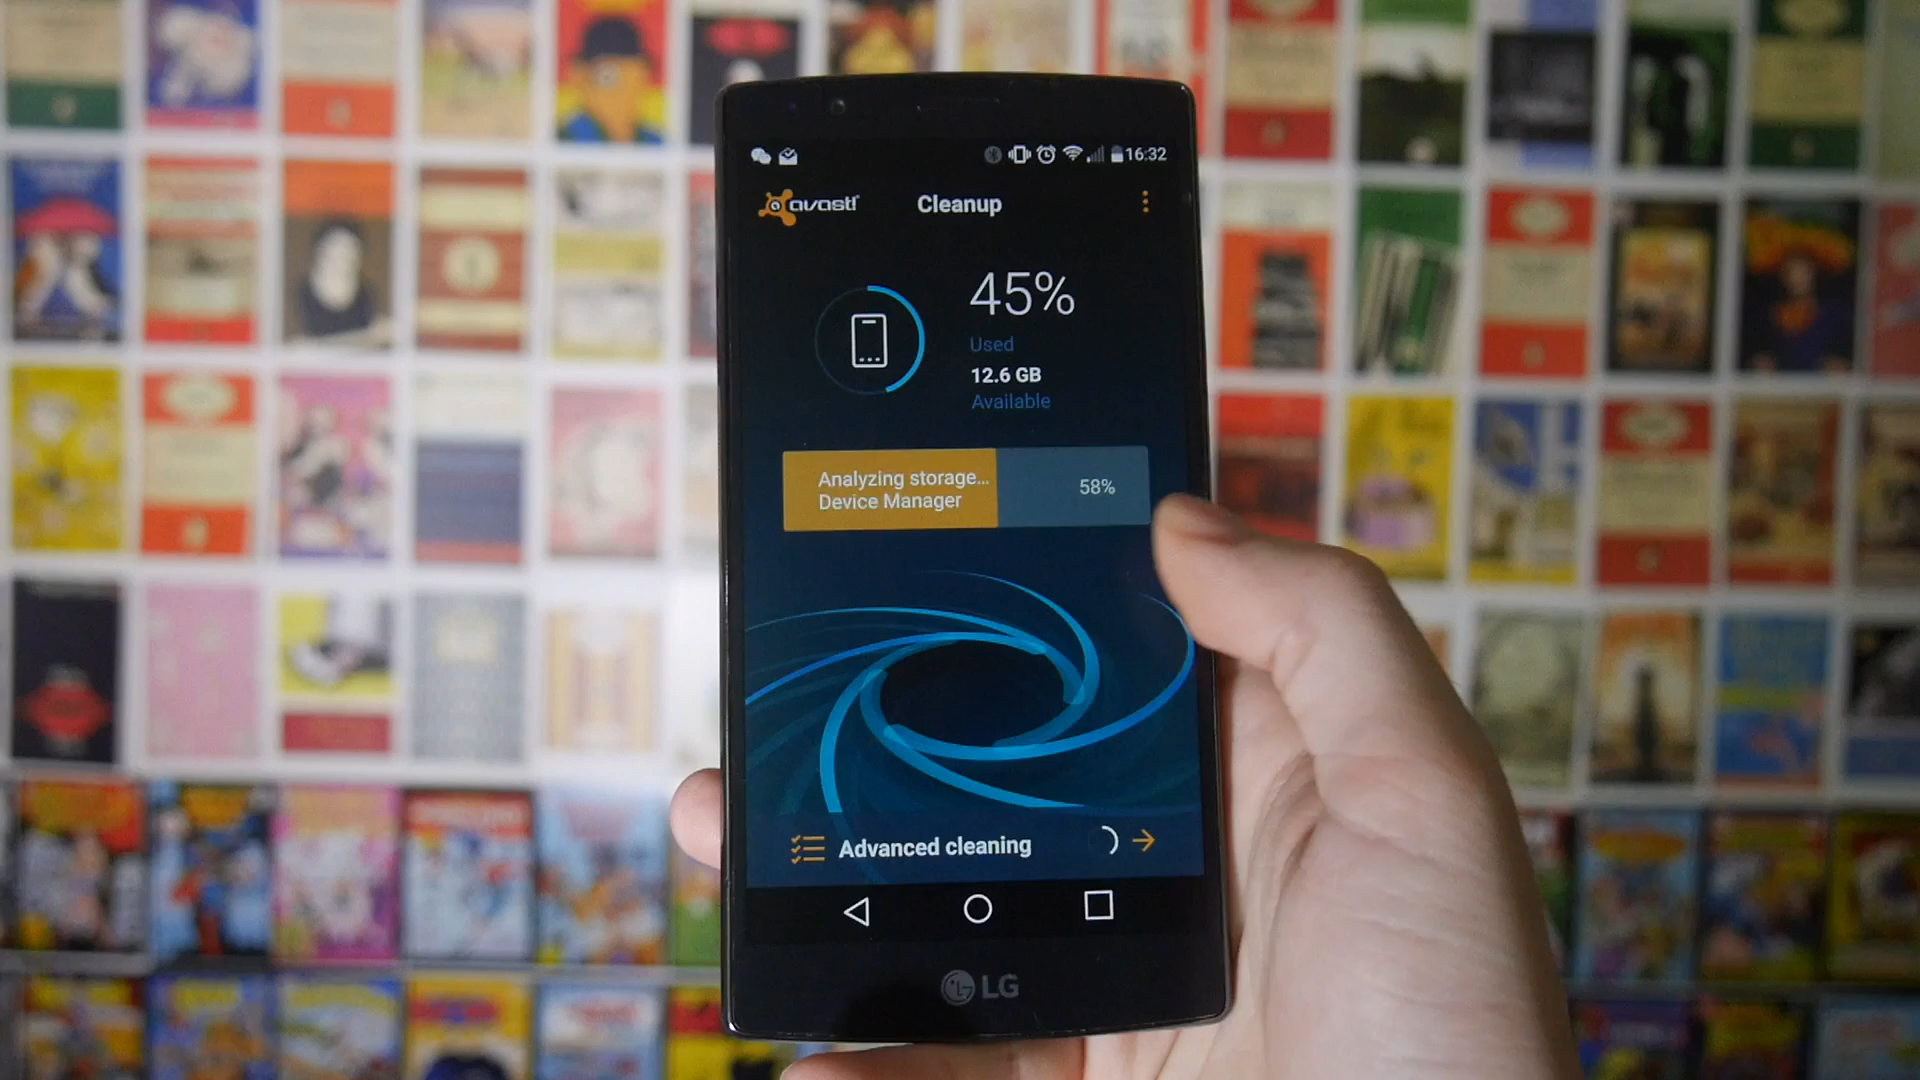 16:32
avast!
Cleanup
45%
Used
12.6 GB
Available
Analyzing storage...
Device Manager
58%
Advanced cleaning
LG